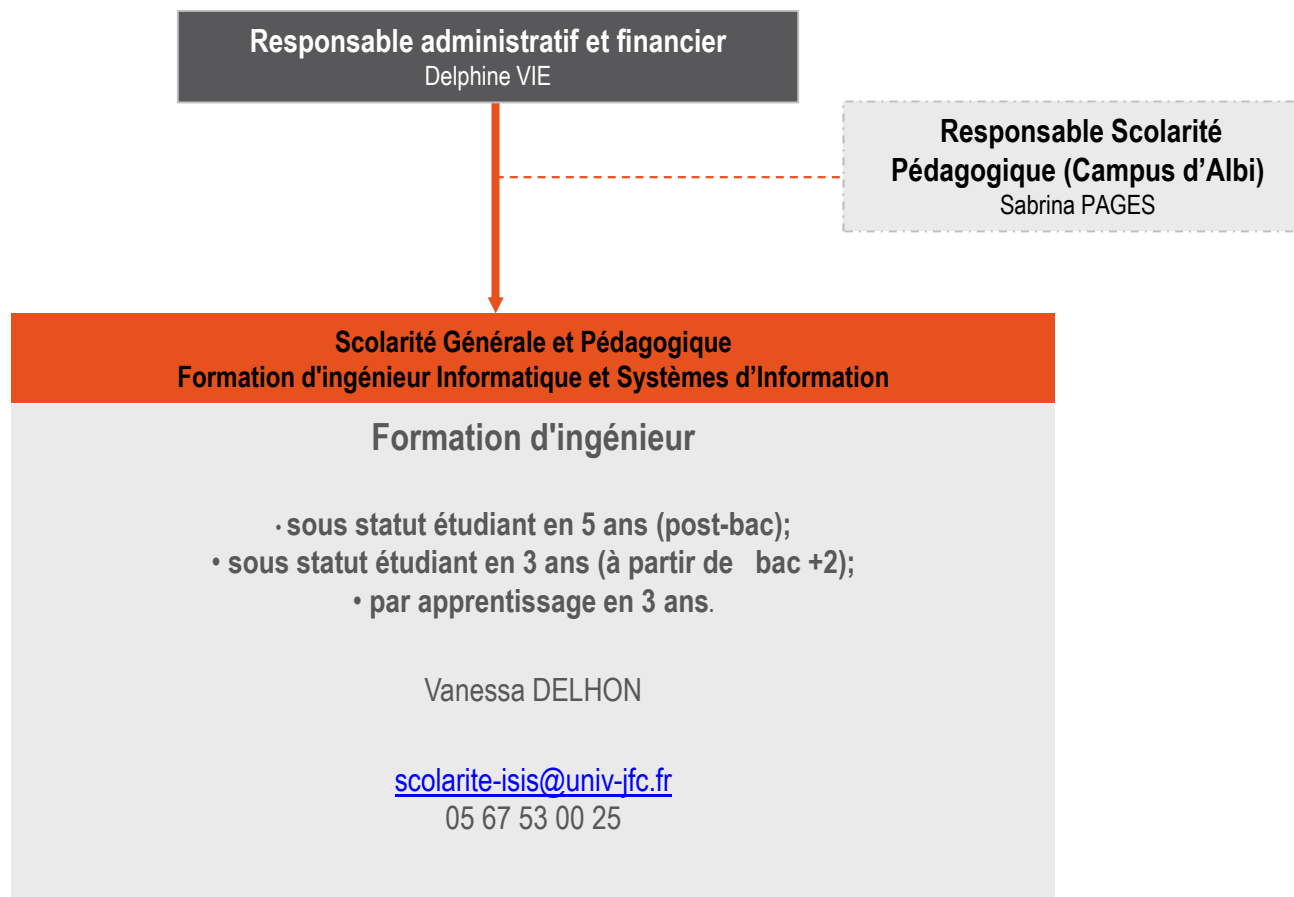 Responsable administratif et financier
Delphine VIE
Responsable Scolarité
Pédagogique (Campus d’Albi)
Sabrina PAGES
Scolarité Générale et Pédagogique
Formation d'ingénieur Informatique et Systèmes d’Information
Formation d'ingénieur
• sous statut étudiant en 5 ans (post-bac);
• sous statut étudiant en 3 ans (à partir de   bac +2);
• par apprentissage en 3 ans.
Vanessa DELHON
scolarite-isis@univ-jfc.fr
05 67 53 00 25